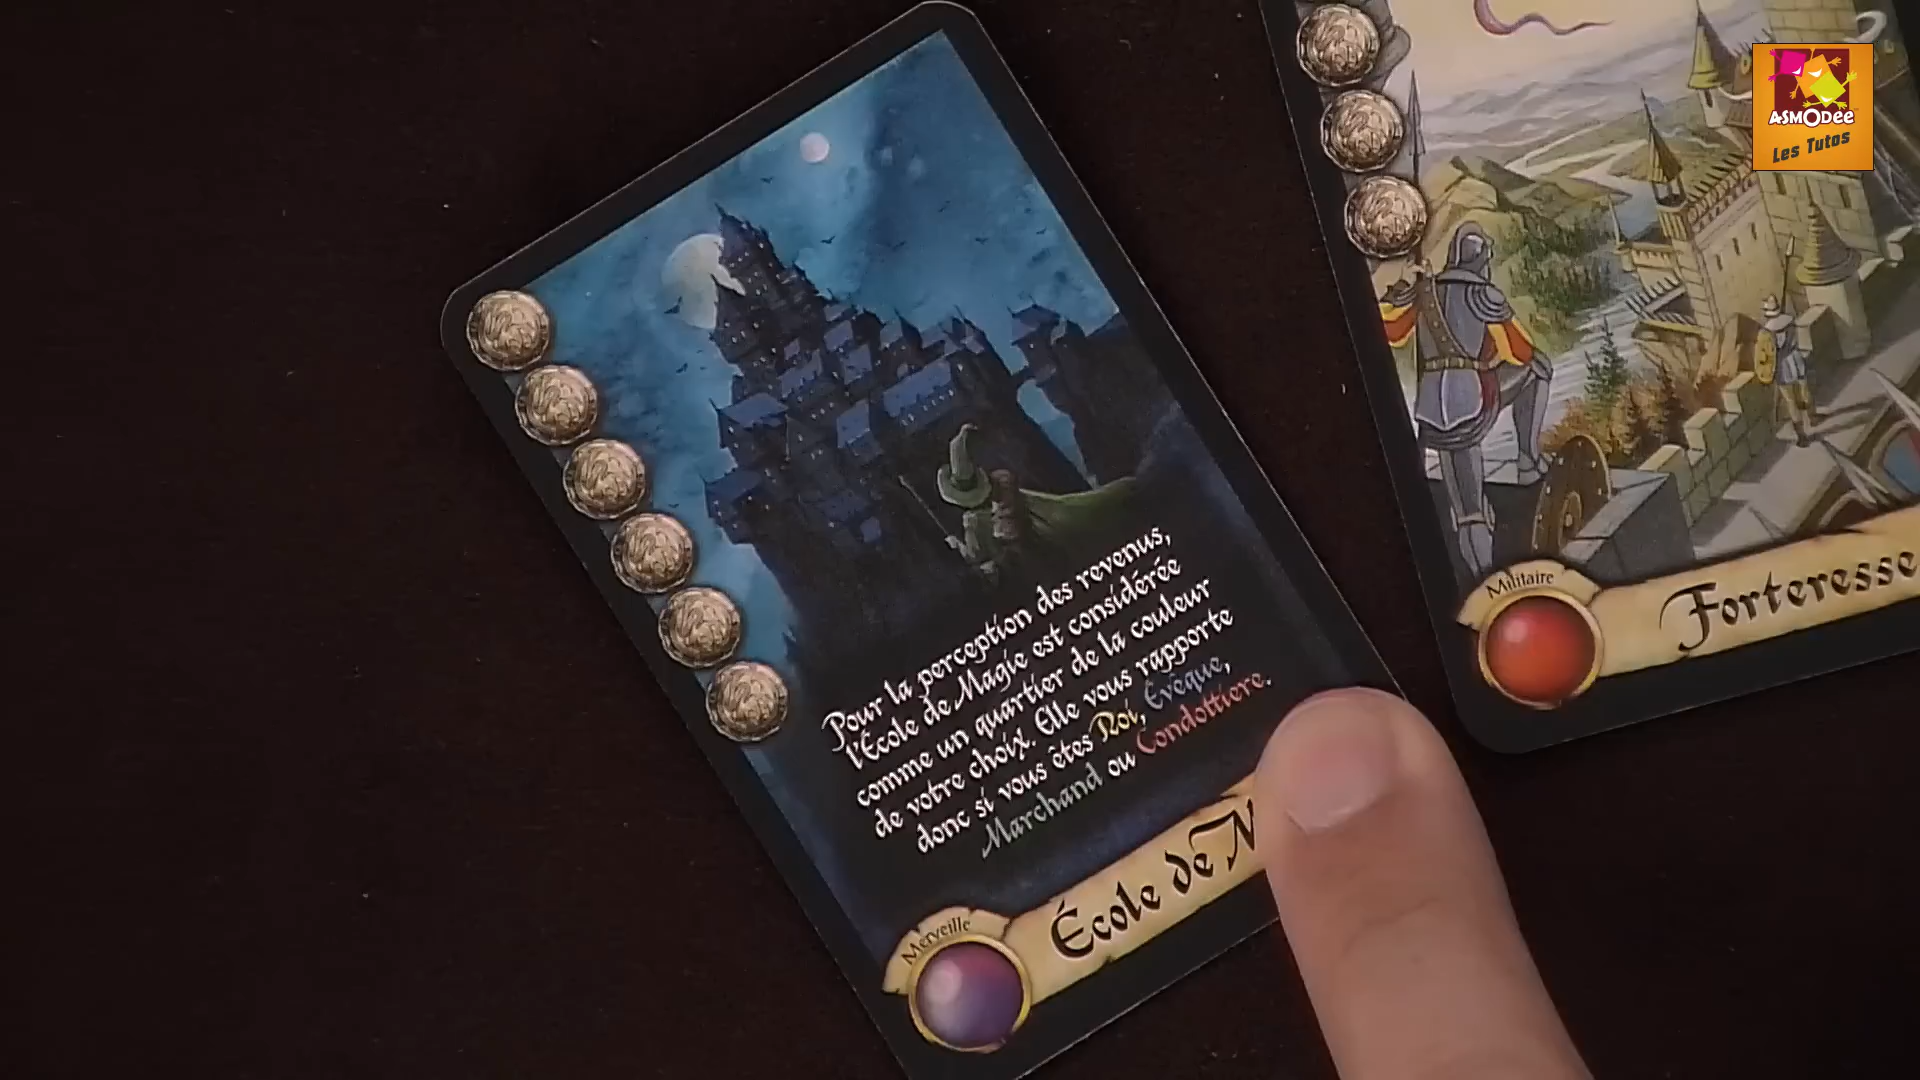 Pour la perception des revenus,
l'École de Magie est considérée
comme un quartier de la couleur
de votre choix. Elle vous rapporte
donc si vous êtes Roi, Évêque,
Marchand ou Condottiere.
Merveille
École de M
Militaire
Forteresse
ASMODEE
Les Tutos